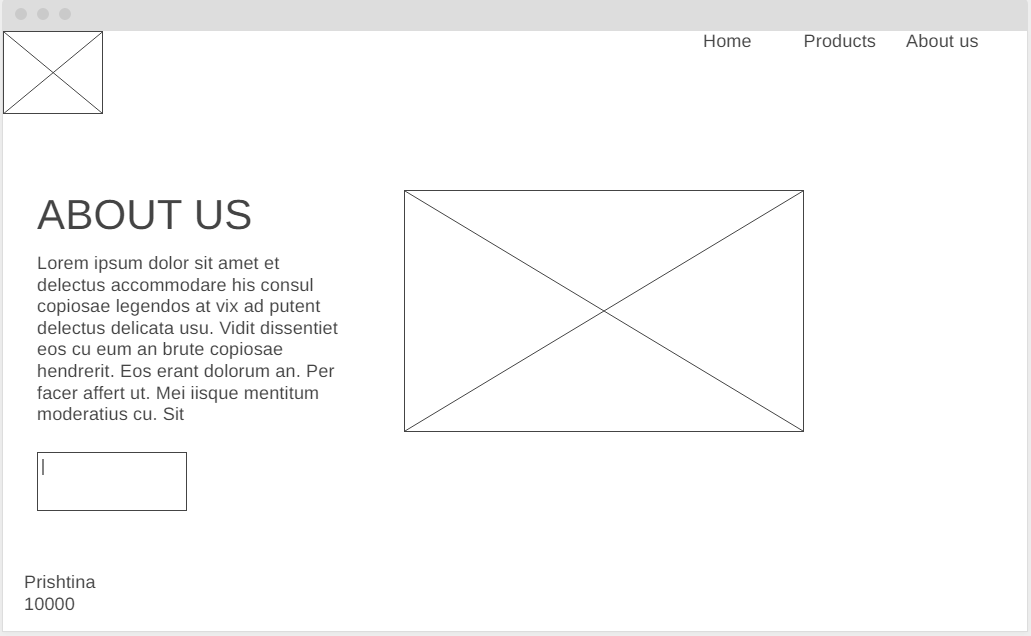 Home Products About us
ABOUT US
Lorem ipsum dolor sit amet et
delectus accommodare his consul
copiosae legendos at vix ad putent
delectus delicata usu. Vidit dissentiet
eos cu eum an brute copiosae
hendrerit. Eos erant dolorum an. Per
facer affert ut. Mei iisque mentitum
moderatius cu. Sit
Prishtina
10000